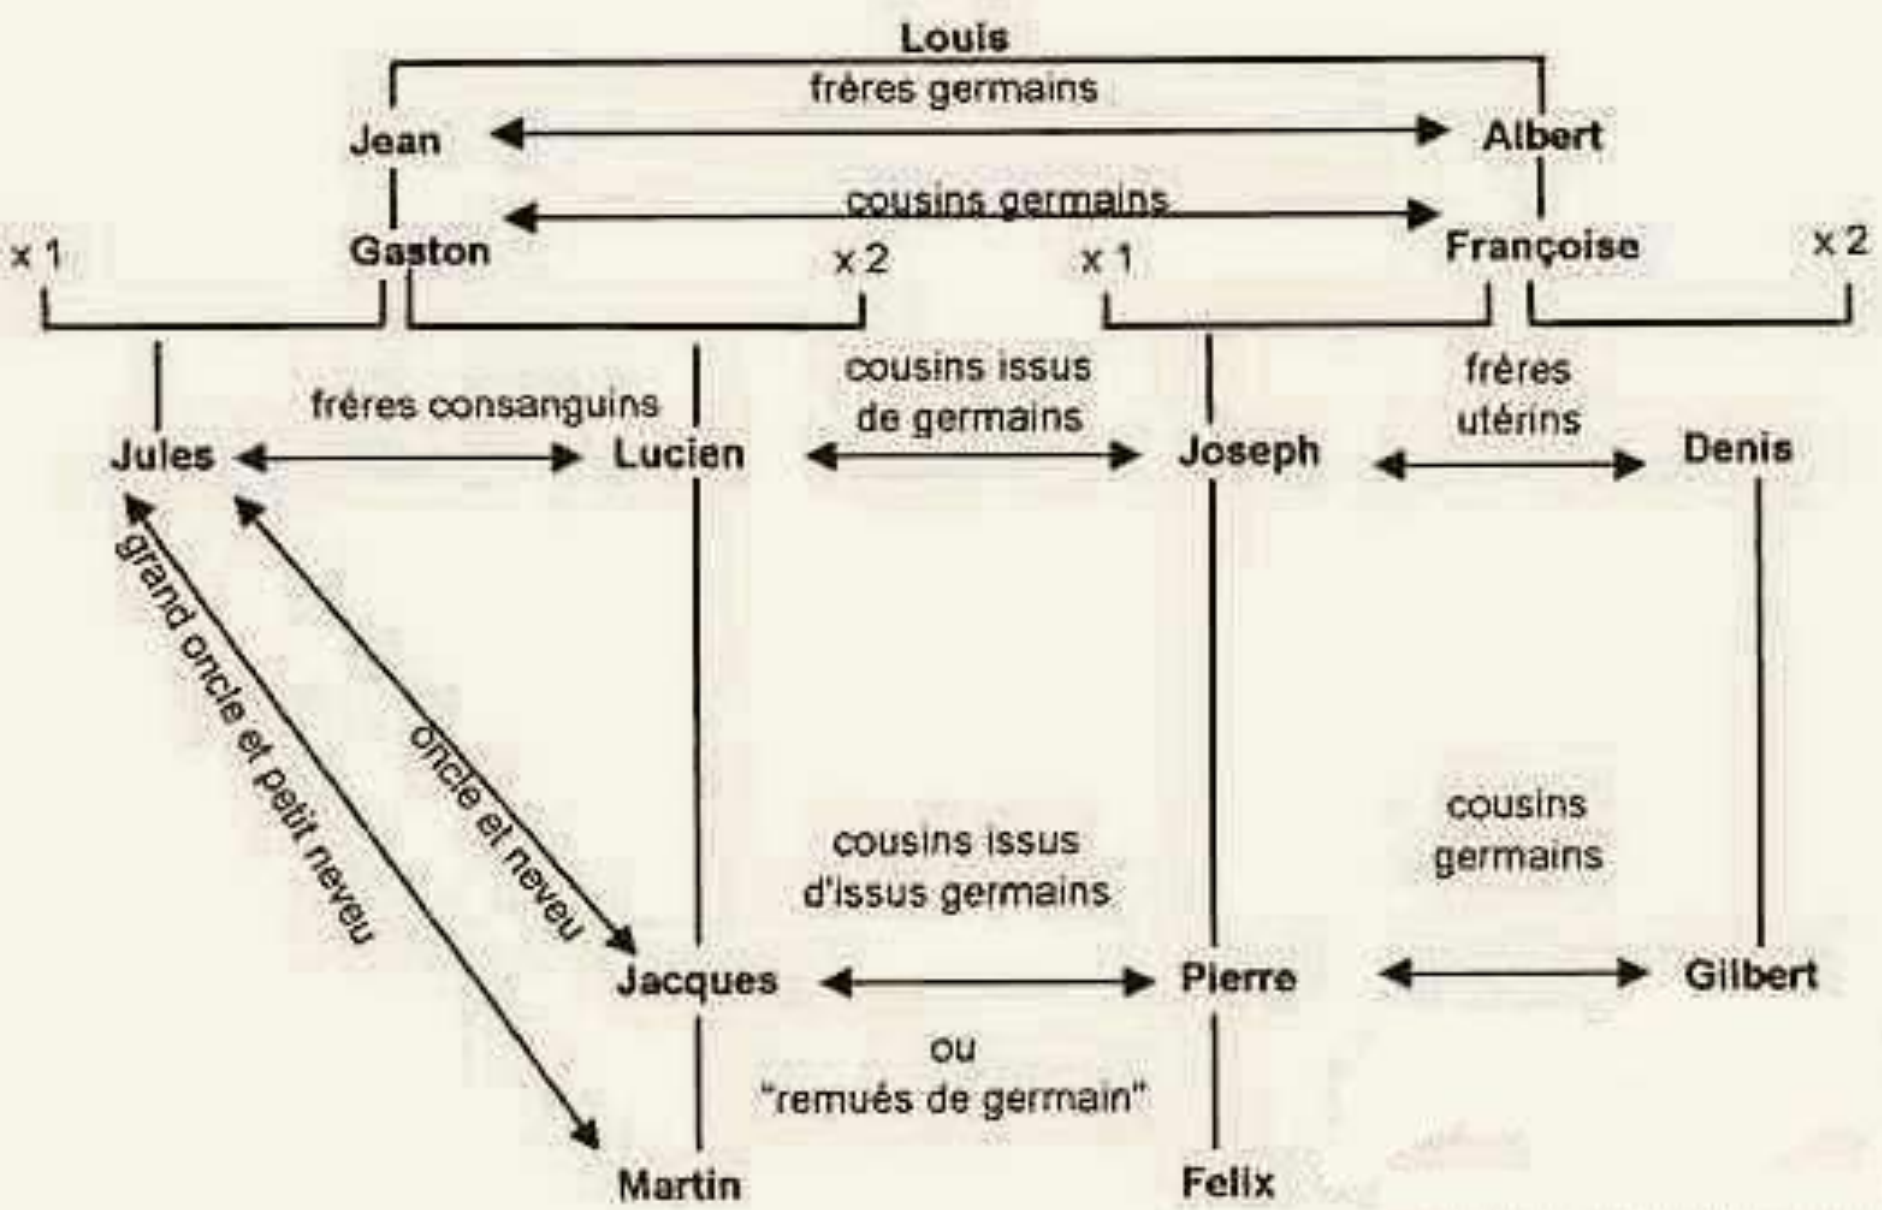 Louis
frères germains
Jean
Albert
cousins germains
x 1
Gaston
x 2
x 1
Françoise
x 2
frères consanguins
cousins issus
de germains
frères
utérins
Jules
Lucien
Joseph
Denis
grand oncle et petit neveu
oncle et neveu
cousins issus
d'issus germains
cousins
germains
Jacques
Pierre
Gilbert
ou
"remués de germain"
Martin
Felix